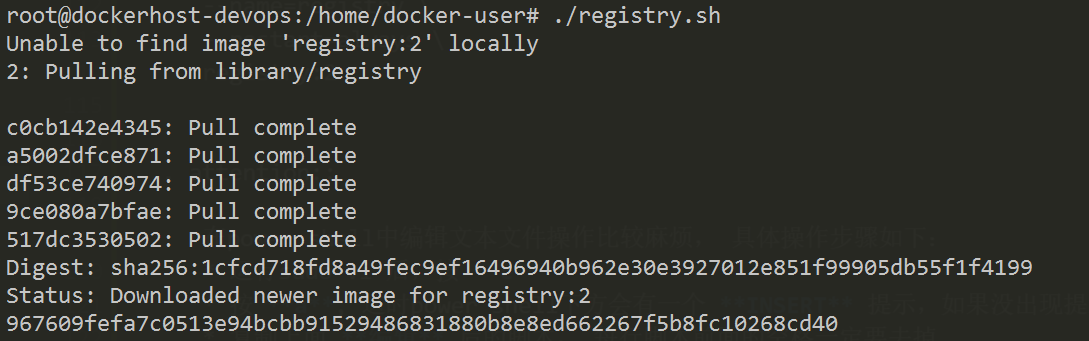 root@dockerhost-devops:/home/docker-user# ./registry.sh
Unable to find image 'registry:2' locally
2: Pulling from library/registry
c0cb142e4345: Pull complete
a5002dfce871: Pull complete
df53ce740974: Pull complete
9ce080a7bfae: Pull complete
517dc3530502: Pull complete
Digest: sha256:1cfcd718fd8a49fec9ef16496940b962e30e3927012e851f99905db55f1f4199
Status: Downloaded newer image for registry:2
967609fefa7c0513e94bcbb91529486831880b8e8ed662267f5b8fc10268cd40